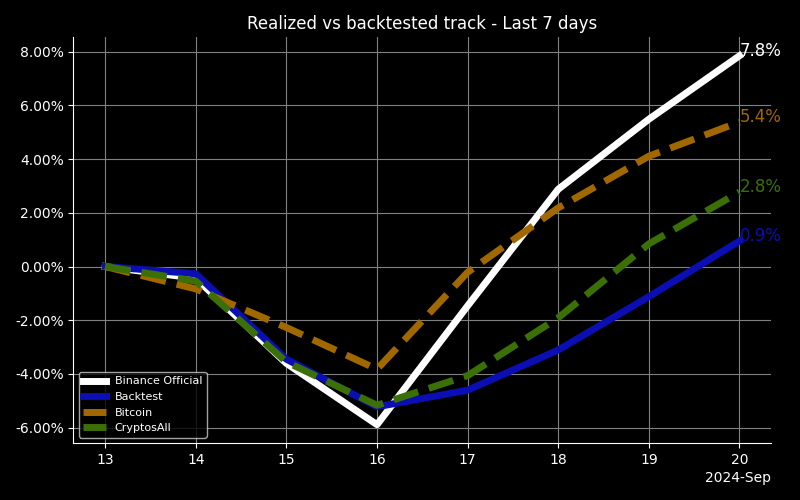 Realized vs backtested track - Last 7 days
8.00%
6.00%
4.00%
2.00%
0.00%
-2.00%
-4.00%
-6.00%
7.8%
5.4%
2.8%
0.9%
Binance Official
Backtest
Bitcoin
CryptosAll
13 14 15 16 17 18 19 20
2024-Sep